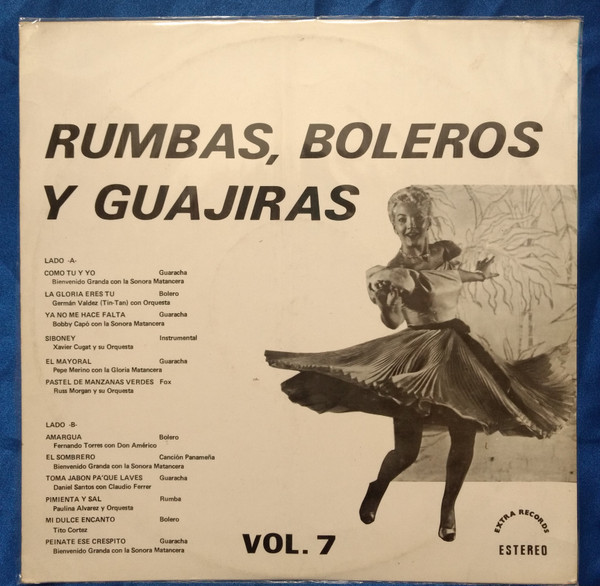 RUMBAS, BOLEROS
Y GUAJIRAS
LADO -A-
COMO TU Y YO Guaracha
Bienvenido Granda con la Sonora Matancera
LA GLORIA ERES TU Bolero
Germán Valdez (Tin-Tan) con Orquesta
YA NO ME HACE FALTA Guaracha
Bobby Capò con la Sonora Matancera
SIBONEY Instrumental
Xavier Cugat y su Orquesta
EL MAYORAL Guaracha
Pepe Merino con la Gloria Matancera
PASTEL DE MANZANAS VERDES Fox
Russ Morgan y su Orquesta
LADO -B-
AMARGUA Bolero
Fernando Torres con Don Américo
EL SOMBRERO Canción Panameña
Bienvenido Granda con la Sonora Matancera
TOMA JABON PA'QUE LAVES Guaracha
Daniel Santos con Claudio Ferrer
PIMIENTA Y SAL Rumba
Paulina Alvarez y Orquesta
MI DULCE ENCANTO Bolero
Tito Cortez
PEINATE ESE CRESPITO Guaracha
Bienvenido Granda con la Sonora Matancera
VOL. 7
EXTRA RECORDS
ESTEREO